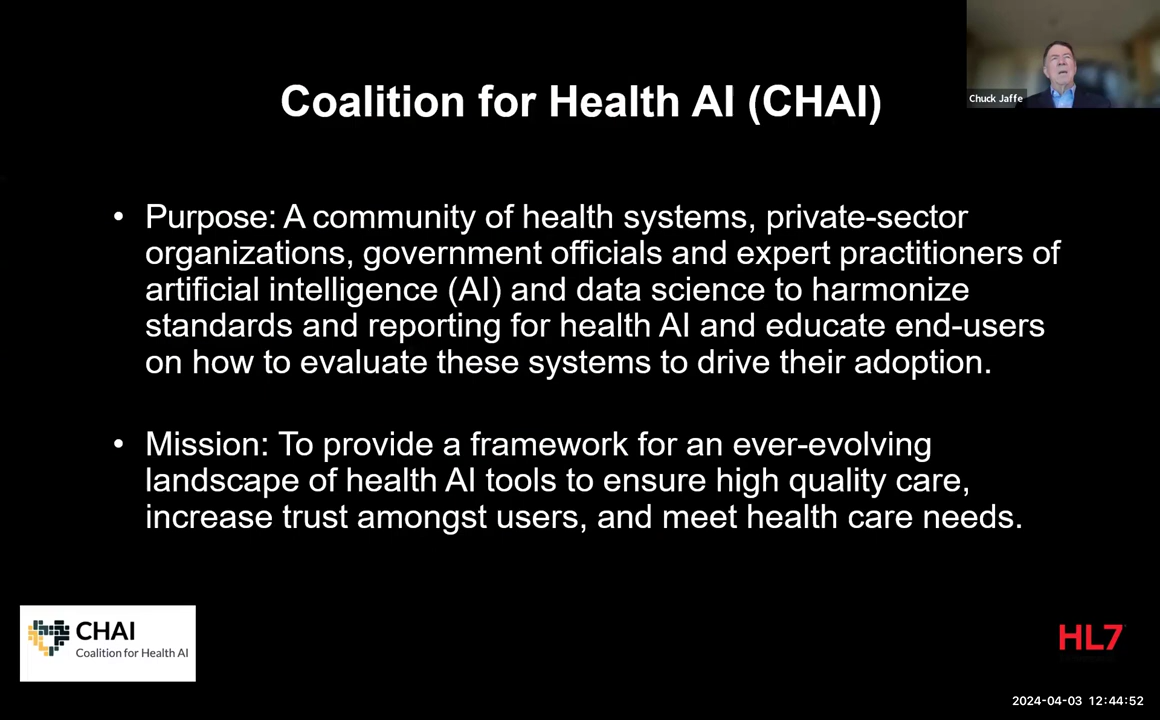 Coalition for Health AI (CHAI)
Chuck Jaffe
• Purpose: A community of health systems, private-sector
organizations, government officials and expert practitioners of
artificial intelligence (AI) and data science to harmonize
standards and reporting for health AI and educate end-users
on how to evaluate these systems to drive their adoption.
• Mission: To provide a framework for an ever-evolving
landscape of health AI tools to ensure high quality care,
increase trust amongst users, and meet health care needs.
CHAI
Coalition for Health AI
HL7
2024-04-03 12:44:52